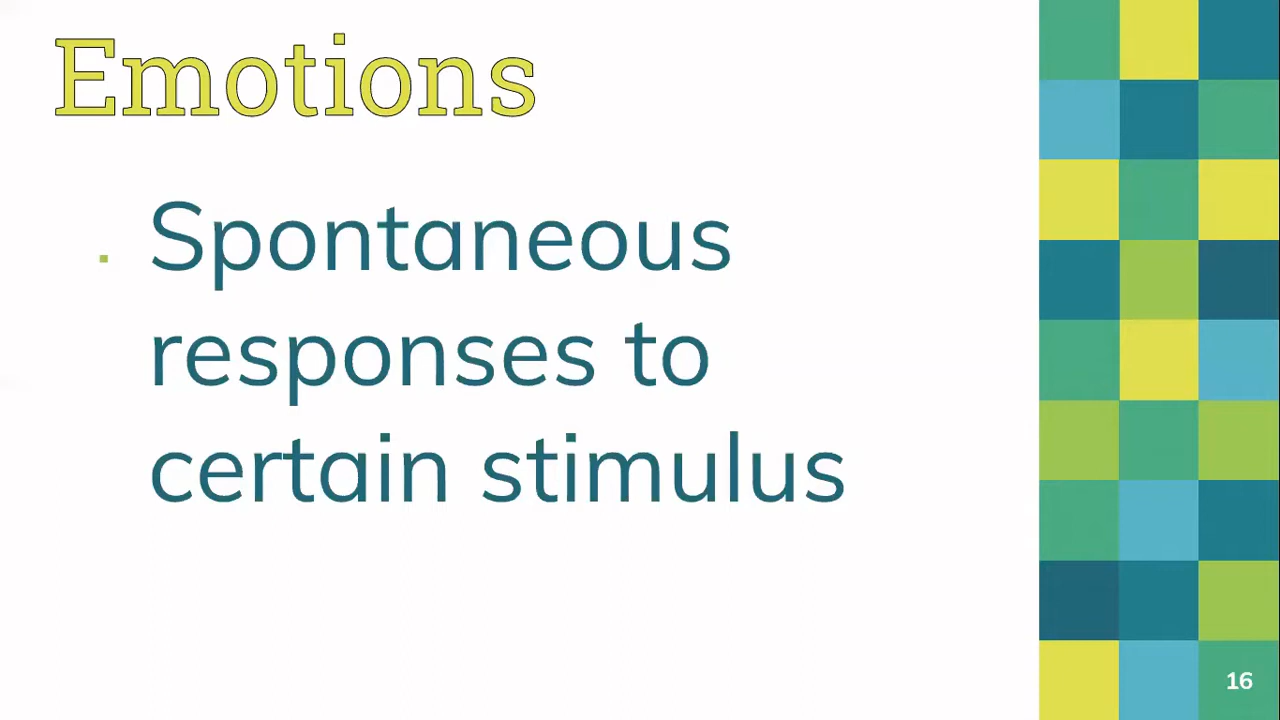 Emotions
Spontaneous
responses to
certain stimulus
16